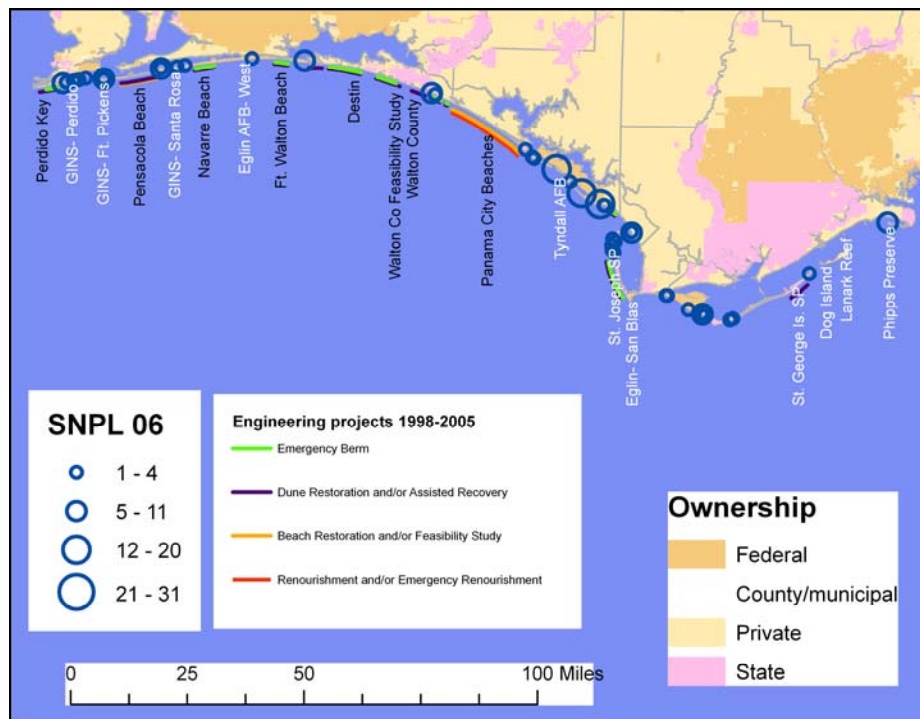 Perdido Key
GINS- Perdido
GINS- Ft. Pickens
Pensacola Beach
GINS- Santa Rosa
Navarre Beach
Eglin AFB- West
Ft. Walton Beach
Destin
Walton Co Feasibility Study
Walton County
Panama City Beaches
Tyndall AFB
St. Joseph SP
Eglin- San Blas
St. George Is. SP
Dog Island
Lanark Reef
Phipps Preserve
SNPL 06
1 - 4
5 - 11
12 - 20
21 - 31
Engineering projects 1998-2005
Emergency Berm
Dune Restoration and/or Assisted Recovery
Beach Restoration and/or Feasibility Study
Renourishment and/or Emergency Renourishment
Ownership
Federal
County/municipal
Private
State
0 25 50 100 Miles